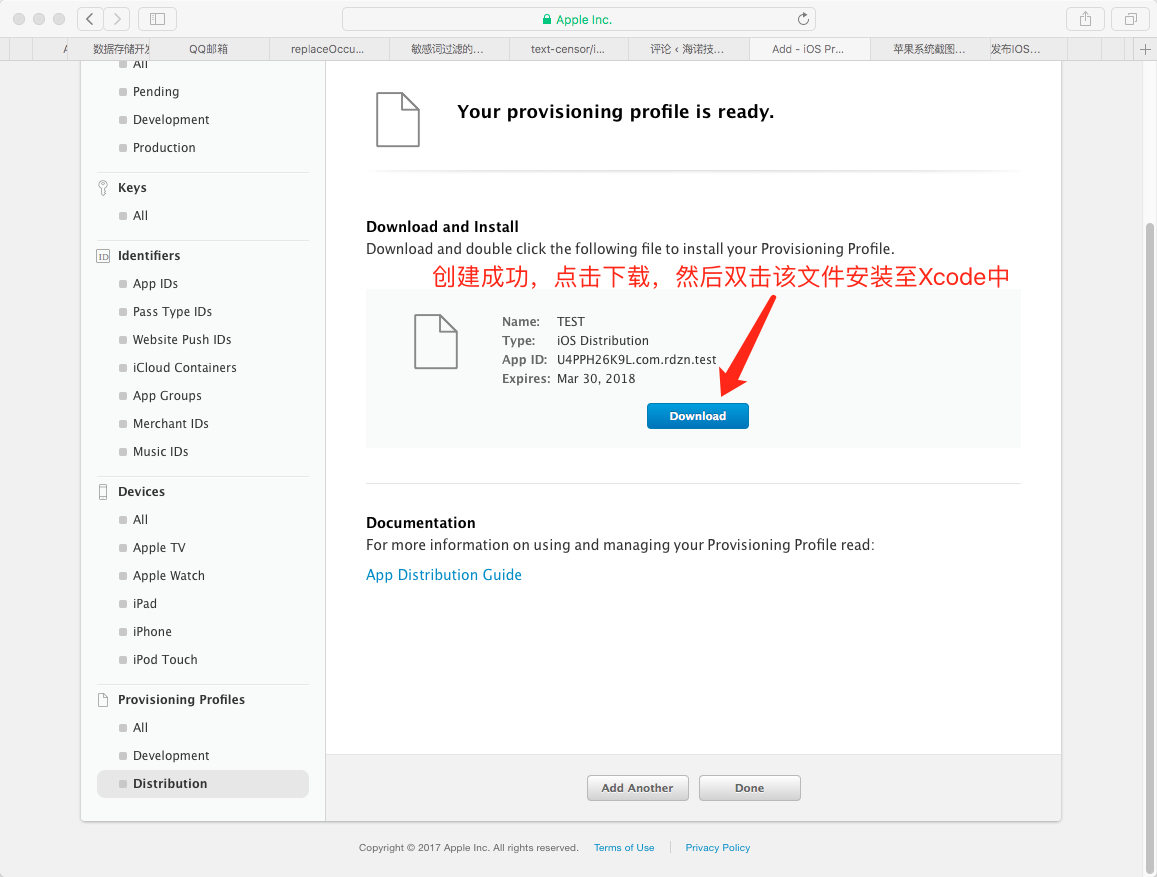 Apple Inc.
数据存储开发
QQ邮箱
replaceOccu...
敏感词过滤的...
text-censor/i...
评论 ‹ 海诺技...
Add - iOS Pr...
苹果系统截图...
发布IOS...
All
Pending
Development
Production
Keys
All
ID Identifiers
App IDs
Pass Type IDs
Website Push IDs
iCloud Containers
App Groups
Merchant IDs
Music IDs
Devices
All
Apple TV
Apple Watch
iPad
iPhone
iPod Touch
Provisioning Profiles
All
Development
Distribution
Your provisioning profile is ready.
Download and Install
Download and double click the following file to install your Provisioning Profile.
创建成功，点击下载，然后双击该文件安装至Xcode中
Name: TEST
Type: iOS Distribution
App ID: U4PPH26K9L.com.rdzn.test
Expires: Mar 30, 2018
Download
Documentation
For more information on using and managing your Provisioning Profile read:
App Distribution Guide
Add Another
Done
Copyright © 2017 Apple Inc. All rights reserved.
Terms of Use
Privacy Policy